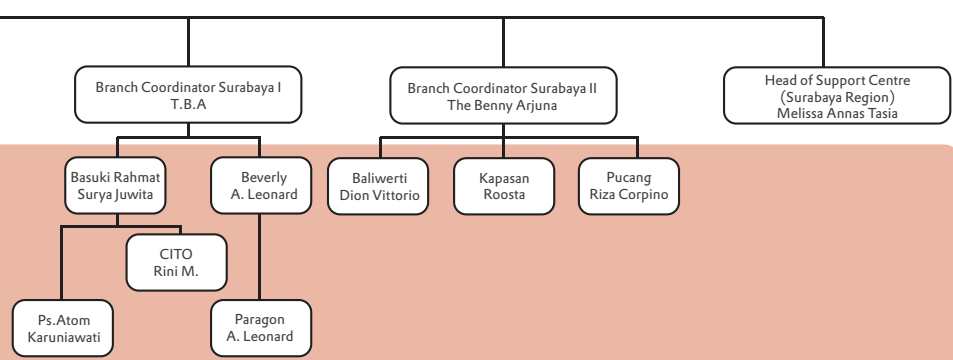 Branch Coordinator Surabaya I
T.B.A
Branch Coordinator Surabaya II
The Benny Arjuna
Head of Support Centre
(Surabaya Region)
Melissa Annas Tasia
Basuki Rahmat
Surya Juwita
Beverly
A. Leonard
Baliwerti
Dion Vittorio
Kapasan
Roosta
Pucang
Riza Corpino
CITO
Rini M.
Ps.Atom
Karuniawati
Paragon
A. Leonard